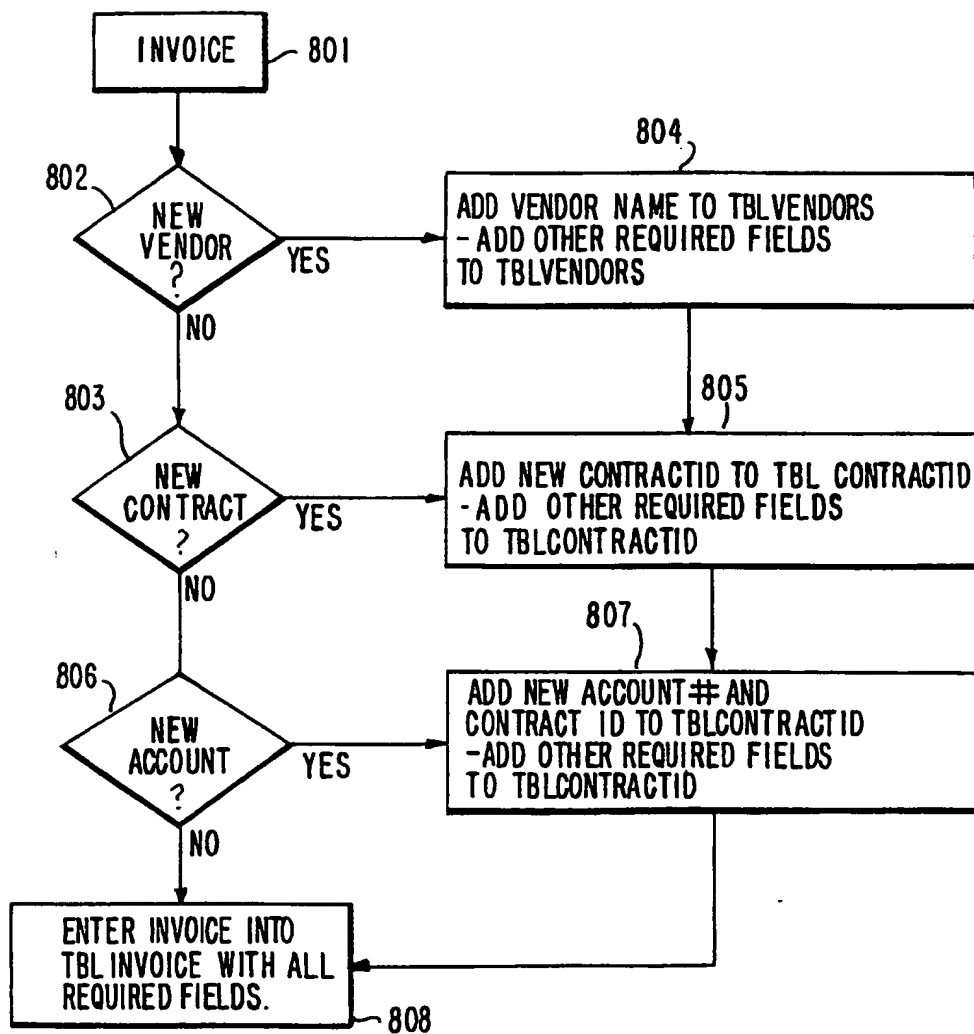 INVOICE
801
802
NEW
VENDOR
?
YES
NO
804
ADD VENDOR NAME TO TBLVENDORS
-ADD OTHER REQUIRED FIELDS
TO TBLVENDORS
803
NEW
CONTRACT
?
YES
NO
805
ADD NEW CONTRACTID TO TBL CONTRACTID
-ADD OTHER REQUIRED FIELDS
TO TBLCONTRACTID
806
NEW
ACCOUNT
?
YES
NO
807
ADD NEW ACCOUNT # AND
CONTRACT ID TO TBLCONTRACTID
-ADD OTHER REQUIRED FIELDS
TO TBLCONTRACTID
ENTER INVOICE INTO
TBL INVOICE WITH ALL
REQUIRED FIELDS.
808